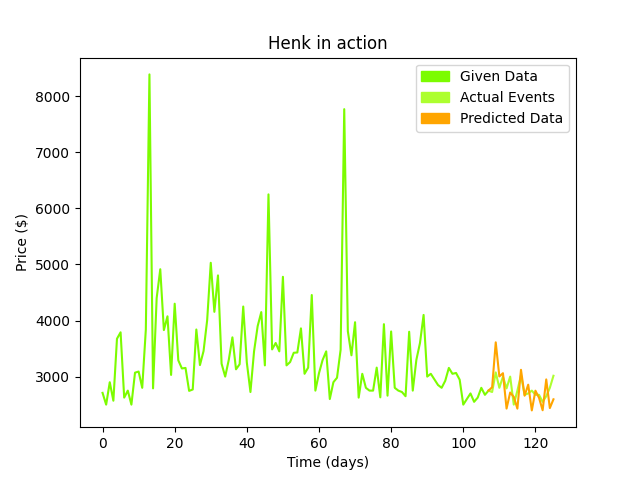 Henk in action
Given Data
Actual Events
Predicted Data
Price ($)
8000
7000
6000
5000
4000
3000
0 20 40 60 80 100 120
Time (days)